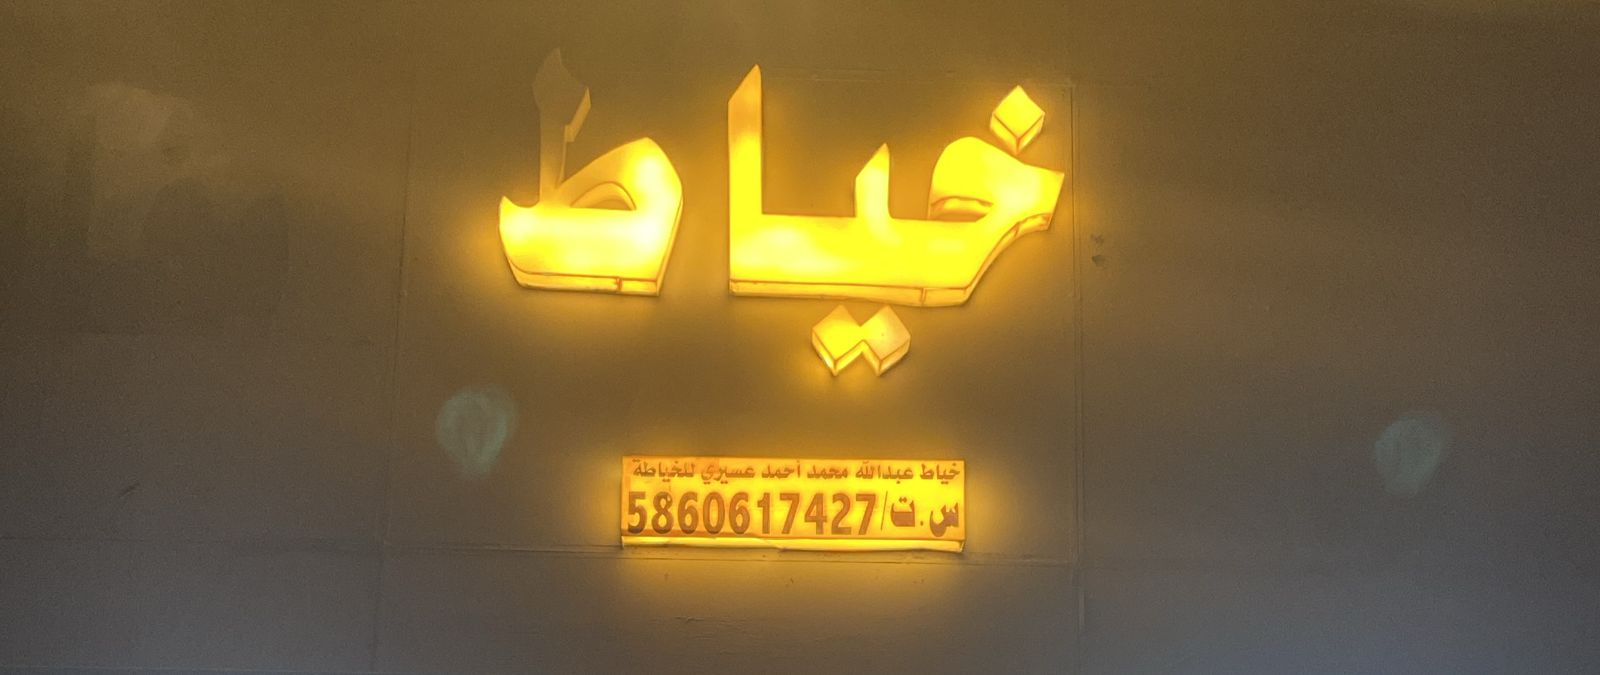 خياط
خياط عبدالله محمد أحمد عسيري للخياطة
س.ت/5860617427